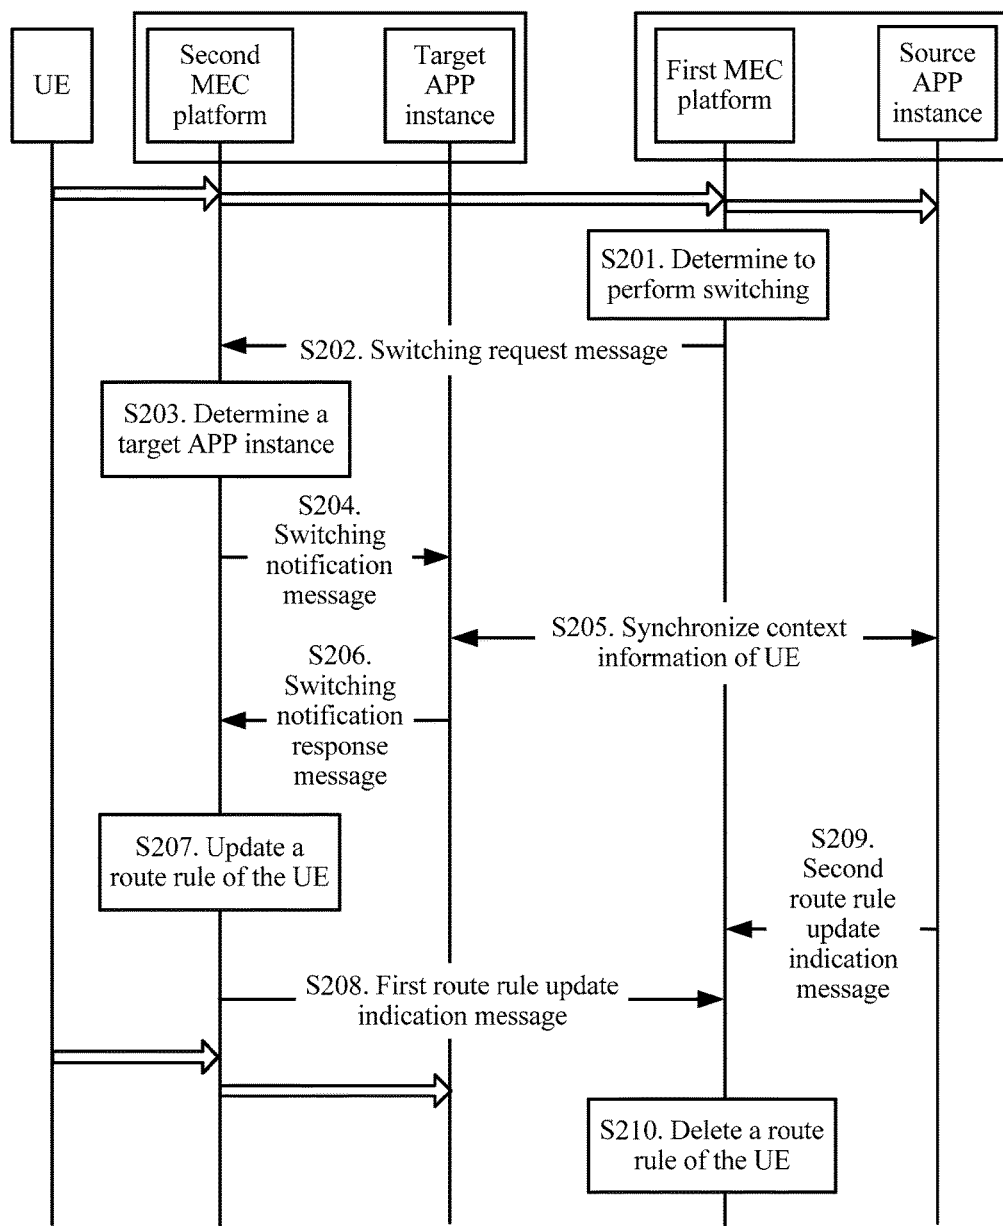 UE
Second
MEC
platform
Target
APP
instance
First MEC
platform
Source
APP
instance
S201. Determine to
perform switching
S202. Switching request message
S203. Determine a
target APP instance
S204.
Switching
notification
message
S205. Synchronize context
information of UE
S206.
Switching
notification
response
message
S207. Update a
route rule of the UE
S209.
Second
route rule
update
indication
message
S208. First route rule update
indication message
S210. Delete a route
rule of the UE